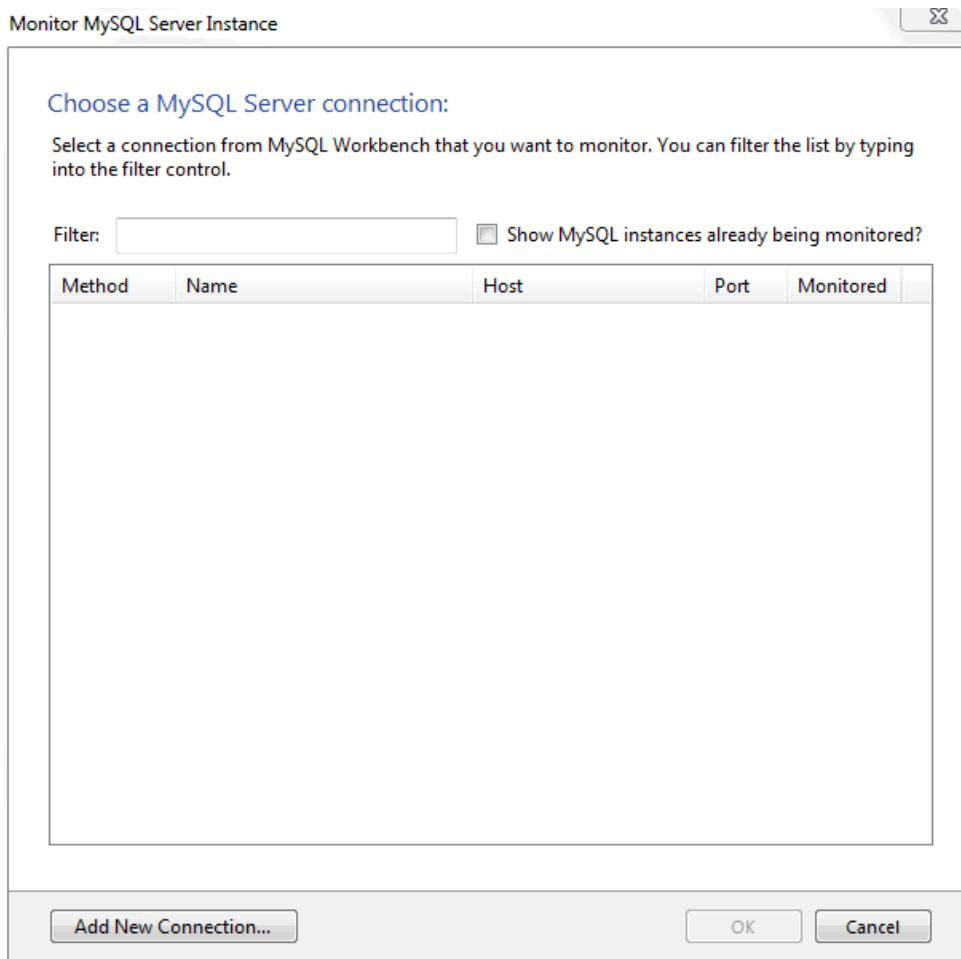 Monitor MySQL Server Instance
Choose a MySQL Server connection:
Select a connection from MySQL Workbench that you want to monitor. You can filter the list by typing
into the filter control.
Filter: Show MySQL instances already being monitored?
Method Name Host Port Monitored
Add New Connection... OK Cancel